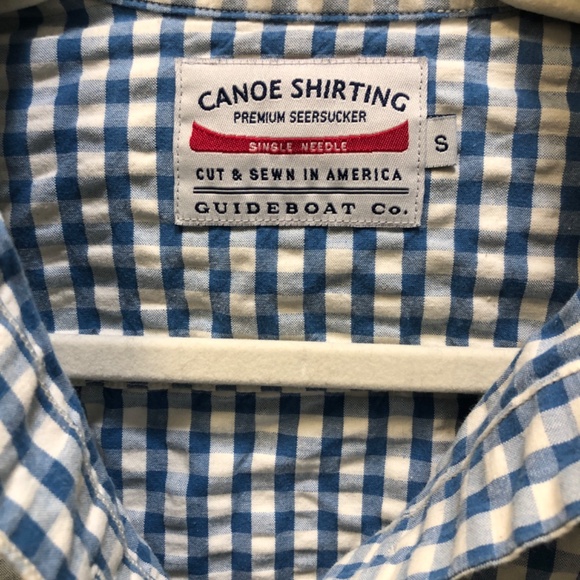 CANOE SHIRTING
PREMIUM SEERSUCKER
SINGLE NEEDLE
CUT & SEWN IN AMERICA
GUIDEBOAT Co.
S